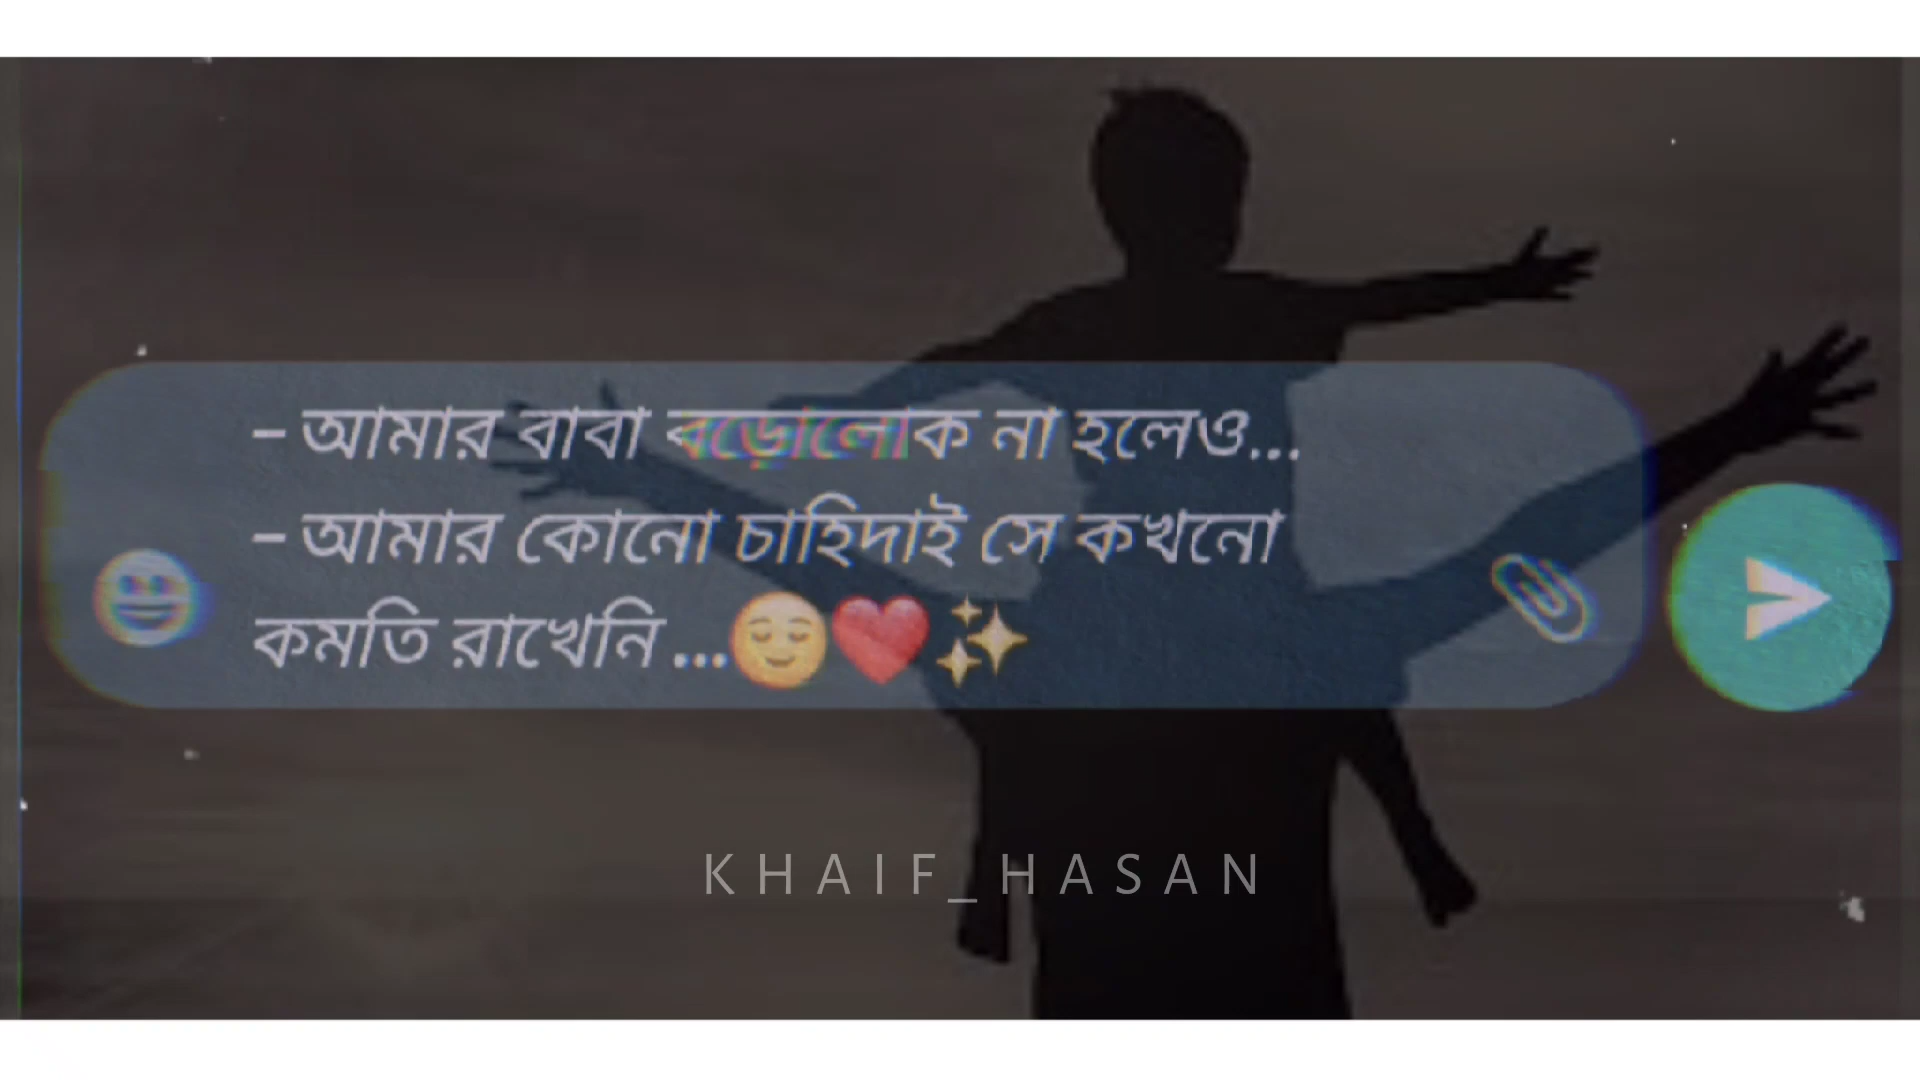 – আমার বাবা বড়োলোক না হলেও...
– আমার কোনো চাহিদাই সে কখনো
কমতি রাখেনি ...😌❤️✨
KHAIF_HASAN